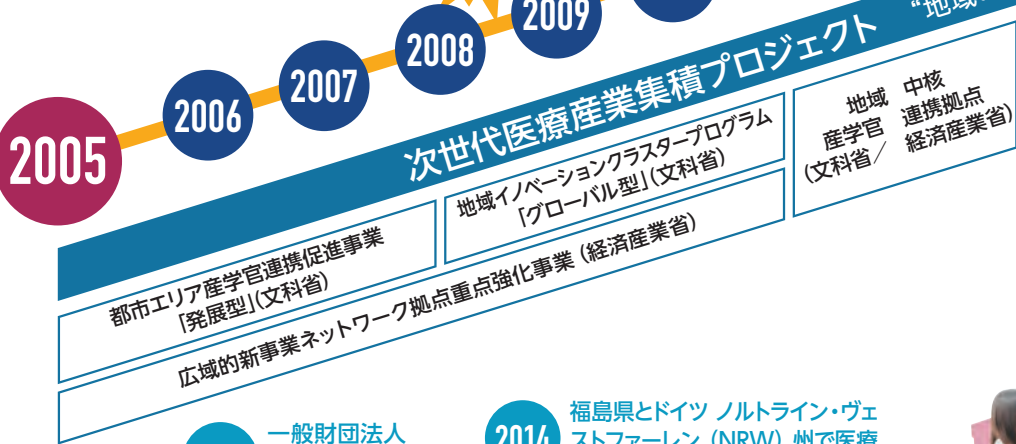 2005
2006
2007
2008
2009
次世代医療産業集積プロジェクト
“地域
都市エリア産学官連携促進事業
「発展型」(文科省)
地域イノベーションクラスタープログラム
「グローバル型」(文科省)
地域 中核
産学官 連携拠点
(文科省/ 経済産業省)
広域的新事業ネットワーク拠点重点強化事業 (経済産業省)
一般財団法人
2014
福島県とドイツ ノルトライン・ヴェ
ストファーレン (NRW) 州で医療